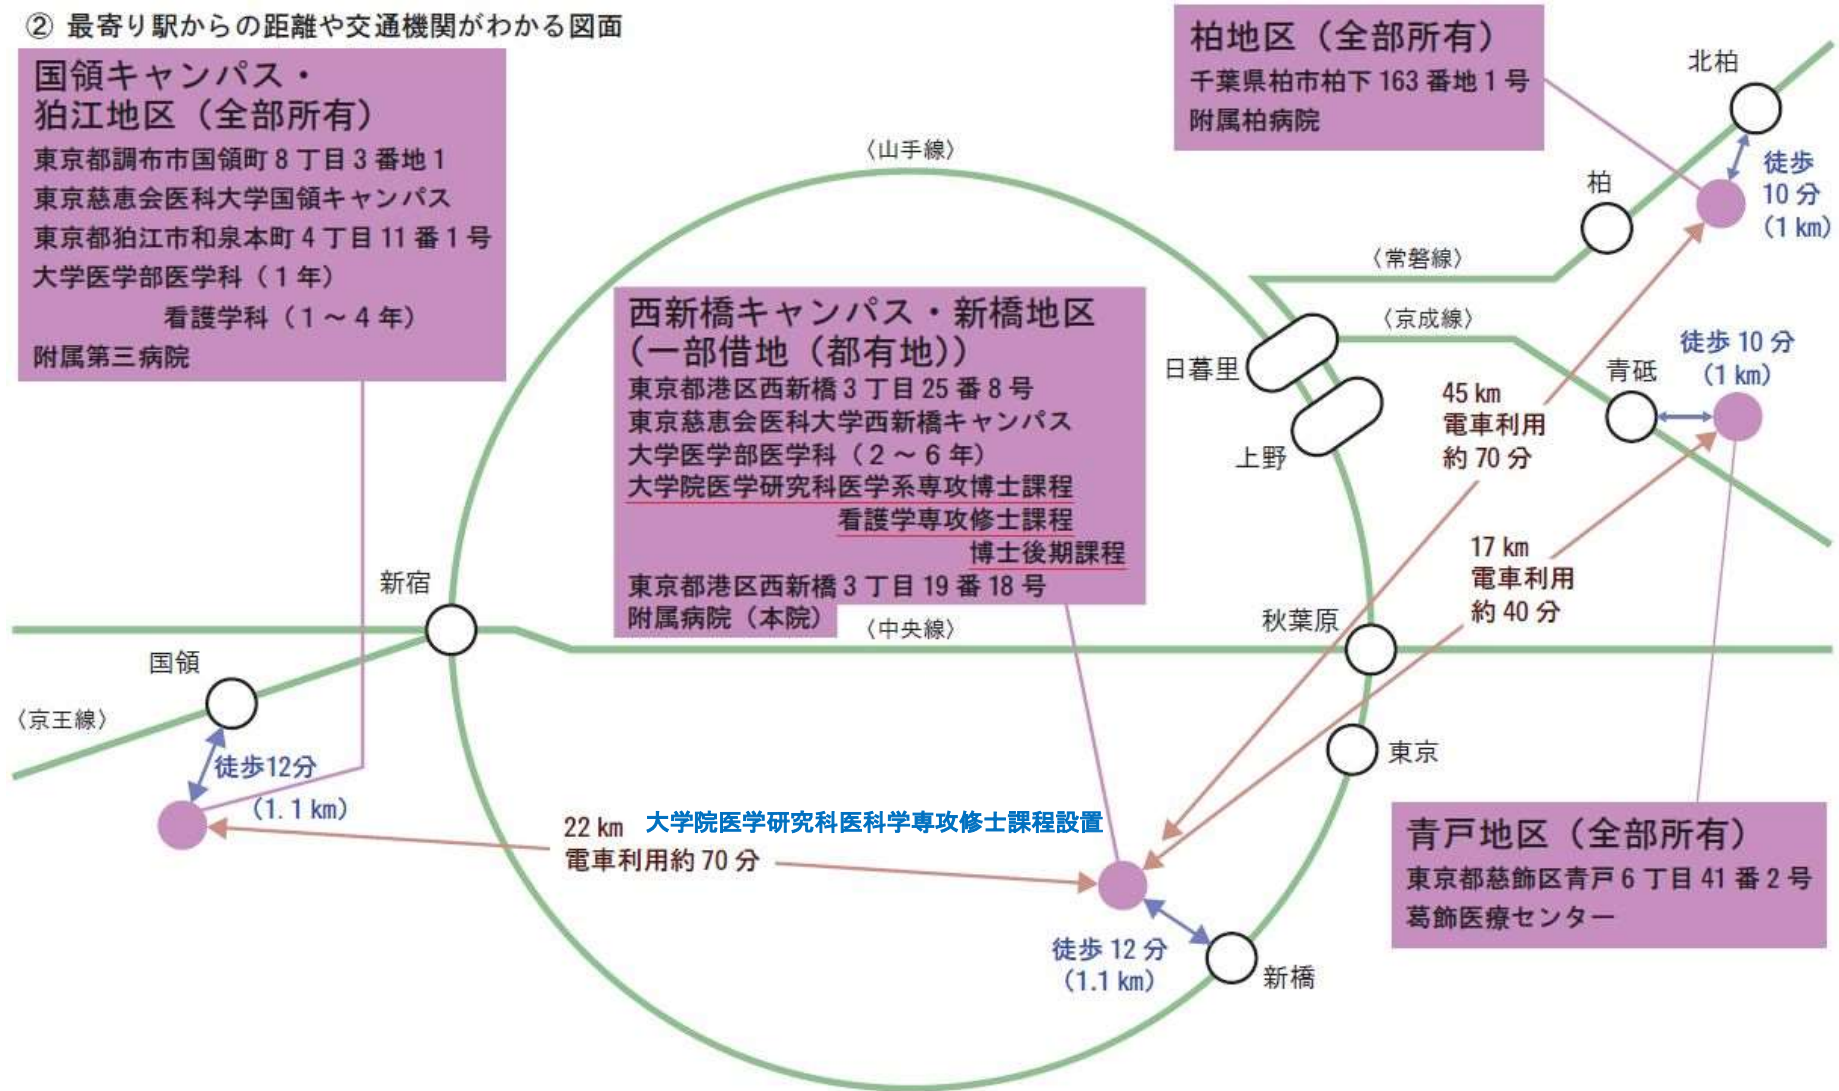 ② 最寄り駅からの距離や交通機関がわかる図面
国領キャンパス・
狛江地区（全部所有）
東京都調布市国領町 8 丁目 3 番地 1
東京慈恵会医科大学国領キャンパス
東京都狛江市和泉本町 4 丁目 11 番 1 号
大学医学部医学科（ 1 年）
看護学科（ 1 ～ 4 年）
附属第三病院
柏地区（全部所有）
千葉県柏市柏下 163 番地 1 号
附属柏病院
北柏
徒歩
10 分
（1 km）
柏
〈山手線〉
〈常磐線〉
〈京成線〉
西新橋キャンパス・新橋地区
（一部借地（都有地））
東京都港区西新橋 3 丁目 25 番 8 号
東京慈恵会医科大学西新橋キャンパス
大学医学部医学科（ 2 ～ 6 年）
大学院医学研究科医学系専攻博士課程
看護学専攻修士課程
博士後期課程
東京都港区西新橋 3 丁目 19 番 18 号
附属病院（本院）
日暮里
上野
青砥
徒歩 10 分
（1 km）
45 km
電車利用
約 70 分
17 km
電車利用
約 40 分
新宿
〈中央線〉
秋葉原
国領
〈京王線〉
徒歩12分
（1. 1 km）
東京
22 km
電車利用約 70 分
大学院医学研究科医科学専攻修士課程設置
徒歩 12 分
（1.1 km）
新橋
青戸地区（全部所有）
東京都慈飾区青戸 6 丁目 41 番 2 号
葛飾医療センター